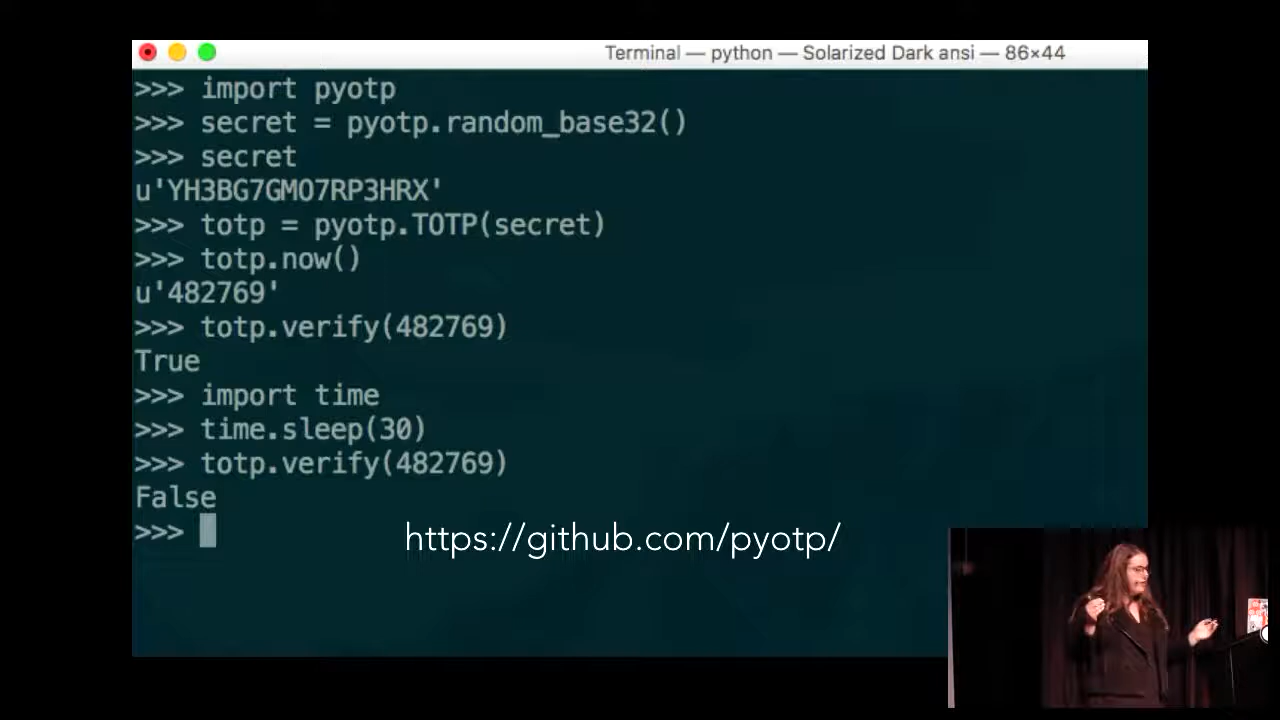 Terminal — python — Solarized Dark ansi — 86×44
>>> import pyotp
>>> secret = pyotp.random_base32()
>>> secret
u'YH3BG7GMO7RP3HRX'
>>> totp = pyotp.TOTP(secret)
>>> totp.now()
u'482769'
>>> totp.verify(482769)
True
>>> import time
>>> time.sleep(30)
>>> totp.verify(482769)
False
>>>
https://github.com/pyotp/